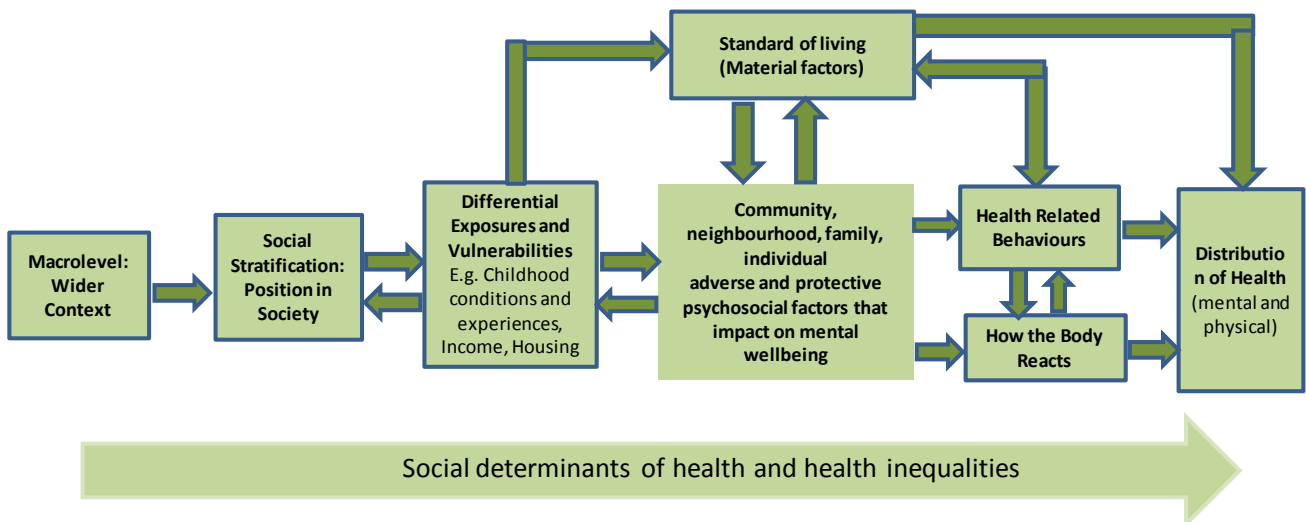 Standard of living
(Material factors)
Macrolevel:
Wider
Context
Social
Stratification:
Position in
Society
Differential
Exposures and
Vulnerabilities
E.g. Childhood
conditions and
experiences,
Income, Housing
Community,
neighbourhood, family,
individual
adverse and protective
psychosocial factors that
impact on mental
wellbeing
Health Related
Behaviours
How the Body
Reacts
Distributio
n of Health
(mental and
physical)
Social determinants of health and health inequalities